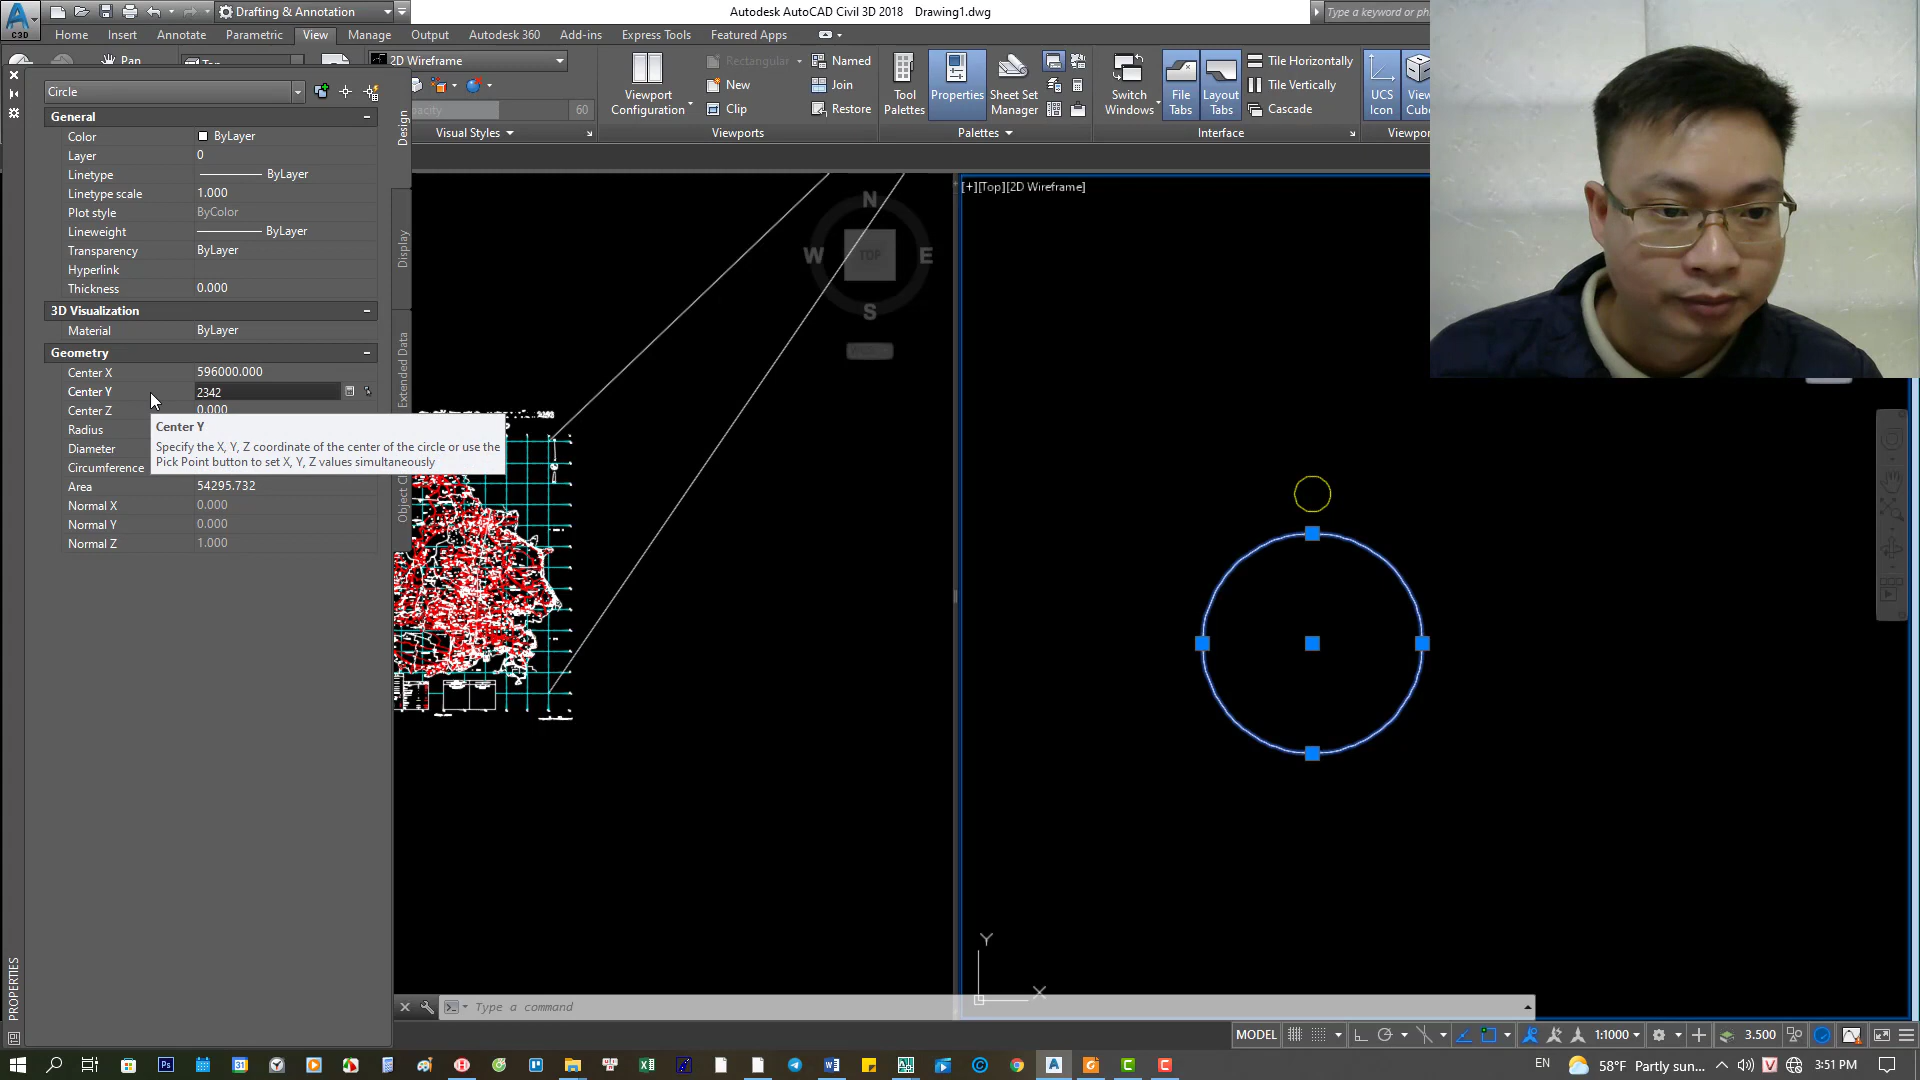 Drafting & Annotation
Autodesk AutoCAD Civil 3D 2018 Drawing1.dwg
Type a keyword or ph
C3D
Home Insert Annotate Parametric View Manage Output Autodesk 360 Add-ins Express Tools Featured Apps
Pan
Top
2D Wireframe
Rectangular
Named
New
Join
Clip
Restore
60
Viewport
Configuration
Tool
Palettes
Properties
Sheet Set
Manager
Switch
Windows
File
Tabs
Layout
Tabs
Tile Horizontally
Tile Vertically
Cascade
UCS
Icon
View
Cube
Visual Styles
Viewports
Palettes
Interface
Circle
General
Color ByLayer
Layer 0
Linetype ByLayer
Linetype scale 1.000
Plot style ByColor
Lineweight ByLayer
Transparency ByLayer
Hyperlink
Thickness 0.000
3D Visualization
Material ByLayer
Geometry
Center X 596000.000
Center Y 2342
Center Z 0.000
Radius
Diameter
Circumference
Area 54295.732
Normal X 0.000
Normal Y 0.000
Normal Z 1.000
Center Y
Specify the X, Y, Z coordinate of the center of the circle or use the
Pick Point button to set X, Y, Z values simultaneously
Design
Display
Extended Data
PROPERTIES
N
W TOP E
S
[+][Top][2D Wireframe]
Y
X
Type a command
MODEL
1:1000
3.500
EN
58°F Partly sun...
3:51 PM